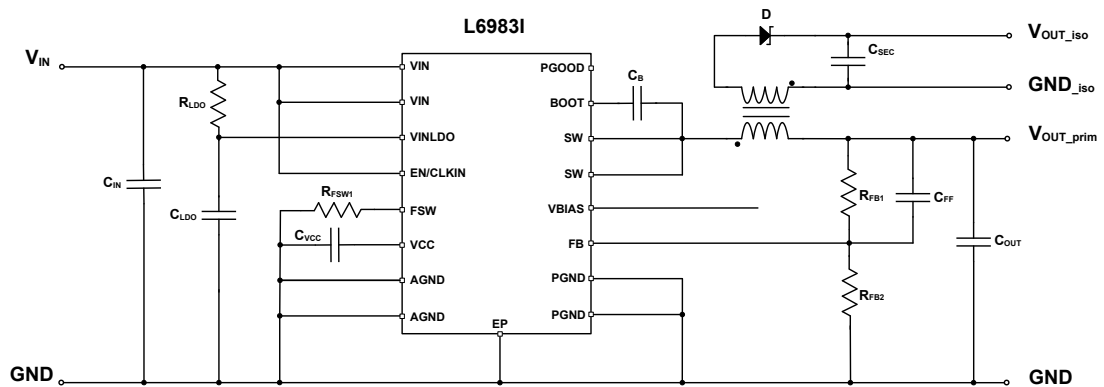 L6983I
D
VOUT_iso
CSEC
GND_iso
VIN
VIN
PGOOD
CB
RLDO
VIN
BOOT
VINLDO
SW
VOUT_prim
CIN
EN/CLKIN
SW
RFSW1
CLDO
FSW
VBIAS
RFB1
CFF
CVCC
VCC
FB
COUT
AGND
PGND
RFB2
AGND
PGND
EP
GND
GND